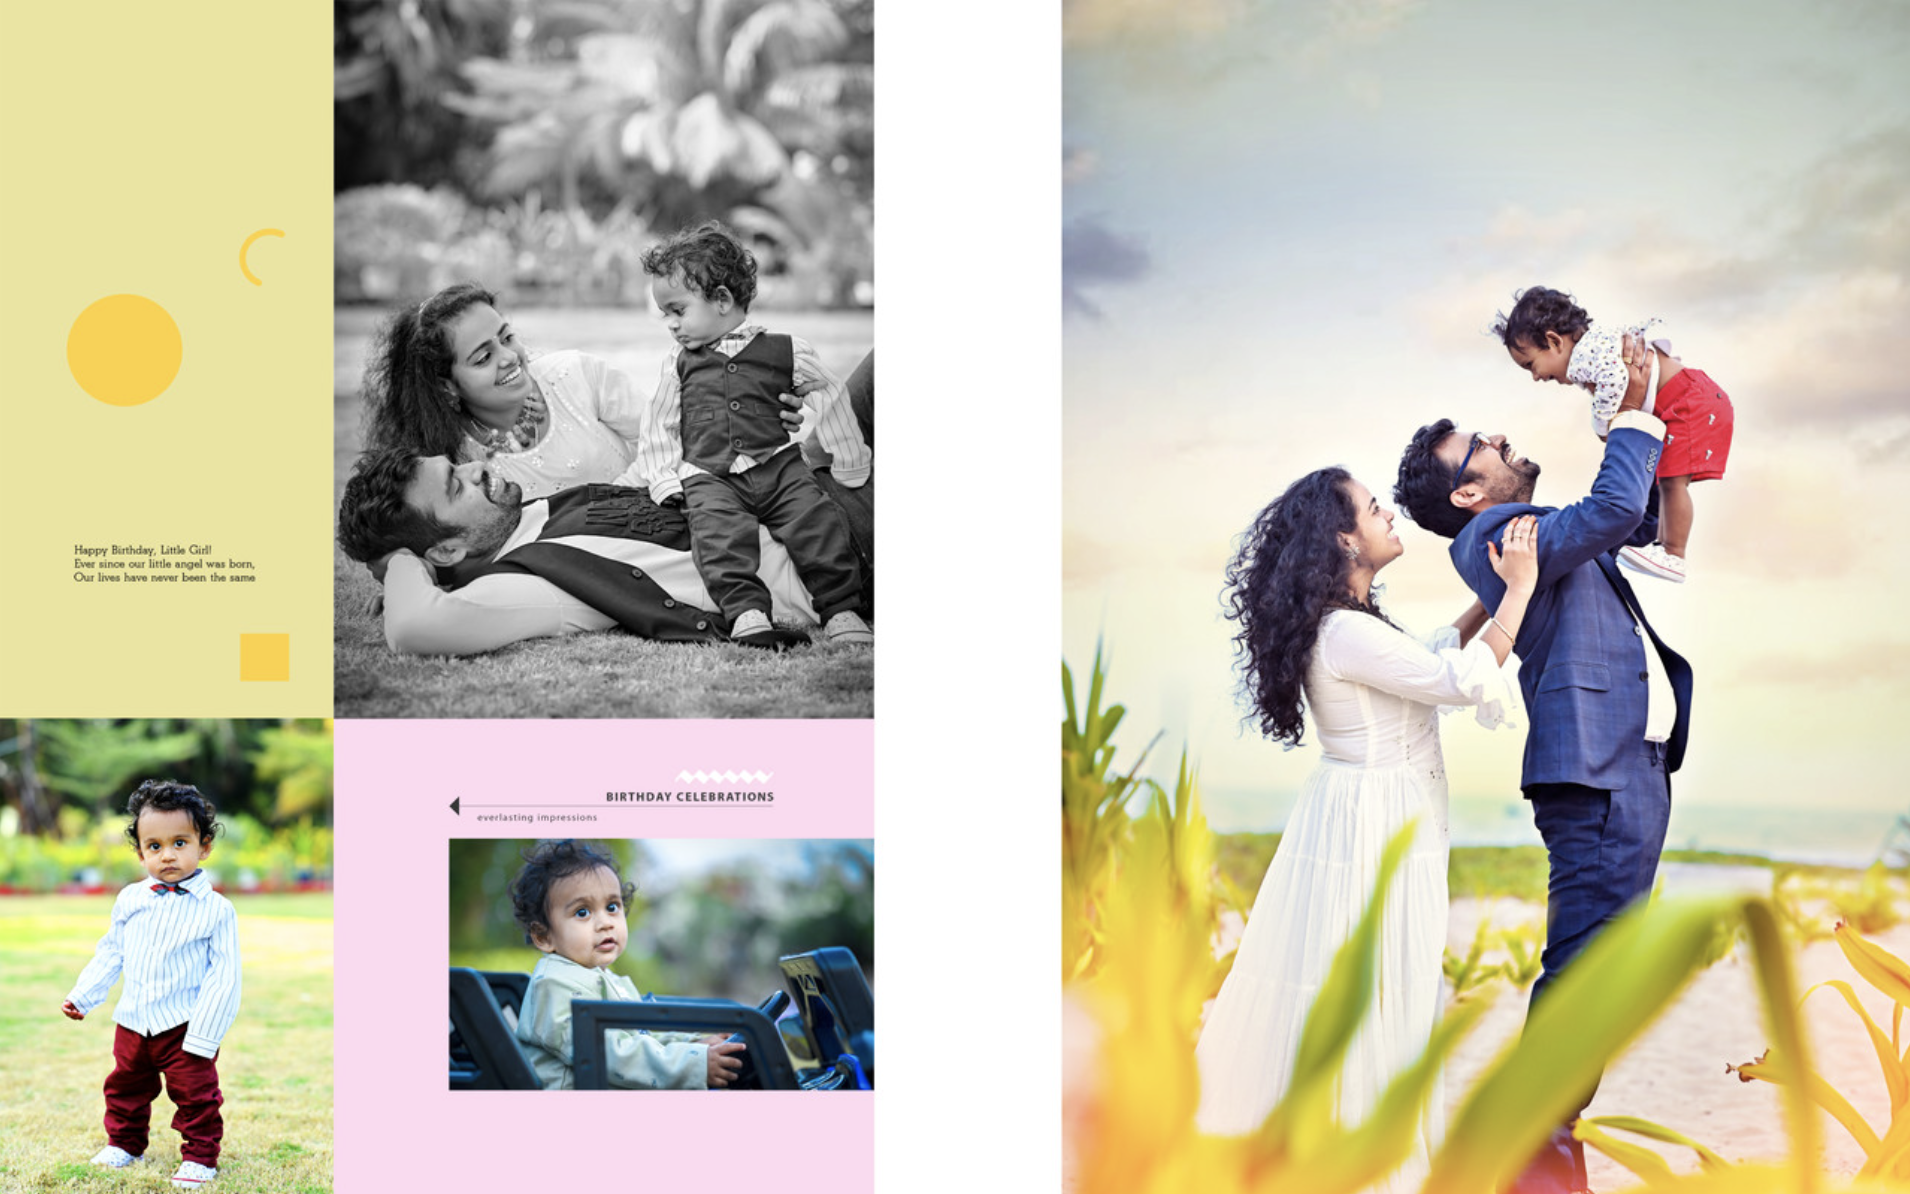 Happy Birthday, Little Girl!
Ever since our little angel was born,
Our lives have never been the same
BIRTHDAY CELEBRATIONS
everlasting impressions